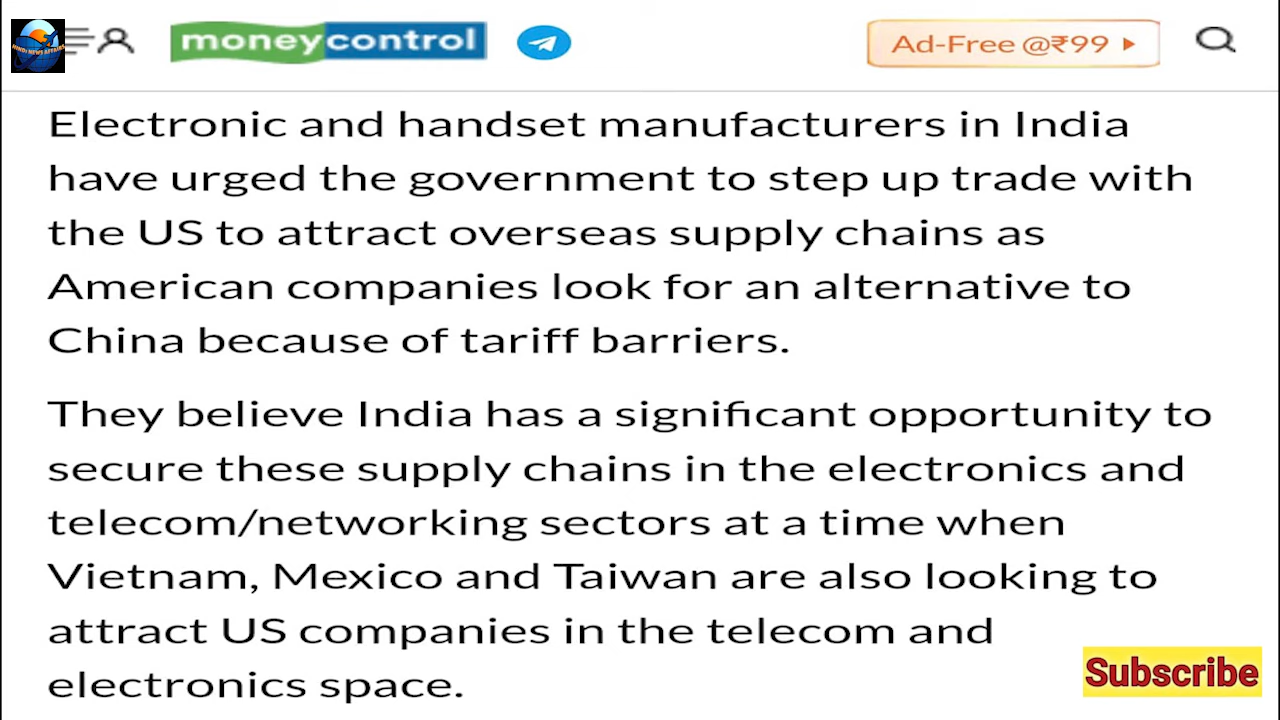 HINDI NEWS AFFAIRS
moneycontrol
Ad-Free @₹99
Electronic and handset manufacturers in India
have urged the government to step up trade with
the US to attract overseas supply chains as
American companies look for an alternative to
China because of tariff barriers.
They believe India has a significant opportunity to
secure these supply chains in the electronics and
telecom/networking sectors at a time when
Vietnam, Mexico and Taiwan are also looking to
attract US companies in the telecom and
electronics space.
Subscribe